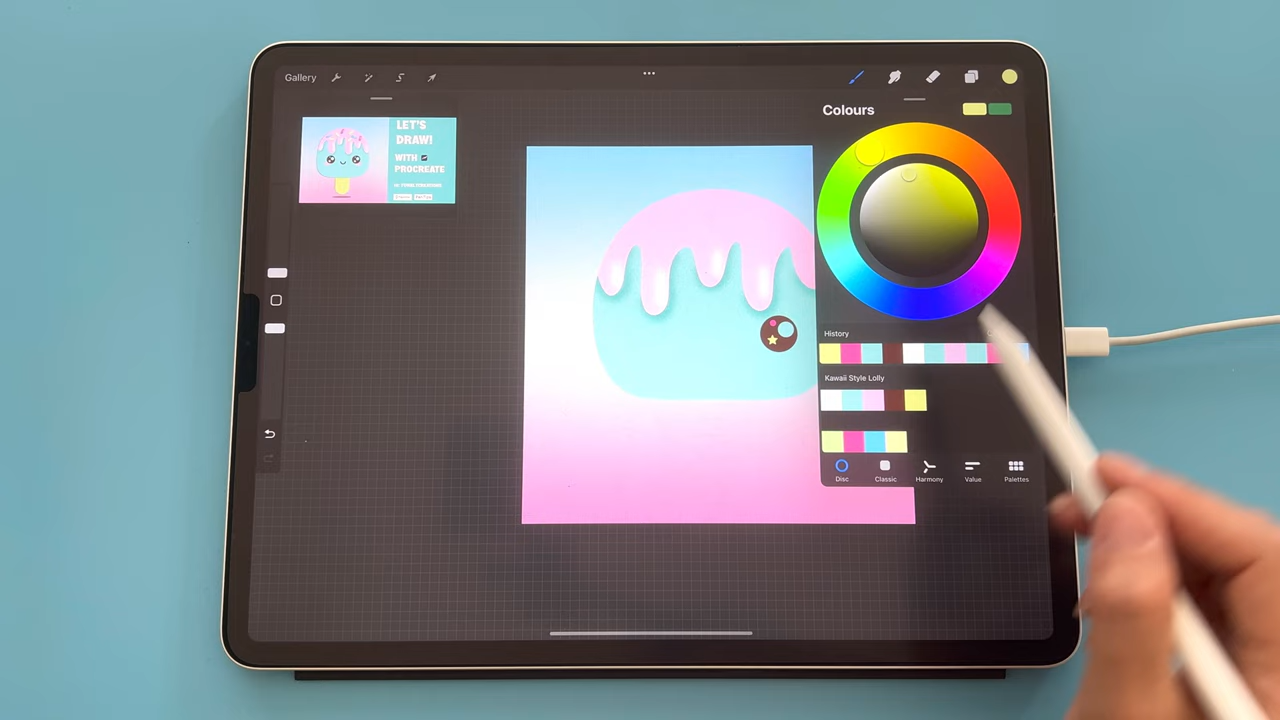 Gallery
LET'S
DRAW!
WITH
PROCREATE
Colours
History
Kawaii Style Lolly
Disc
Classic
Harmony
Value
Palettes